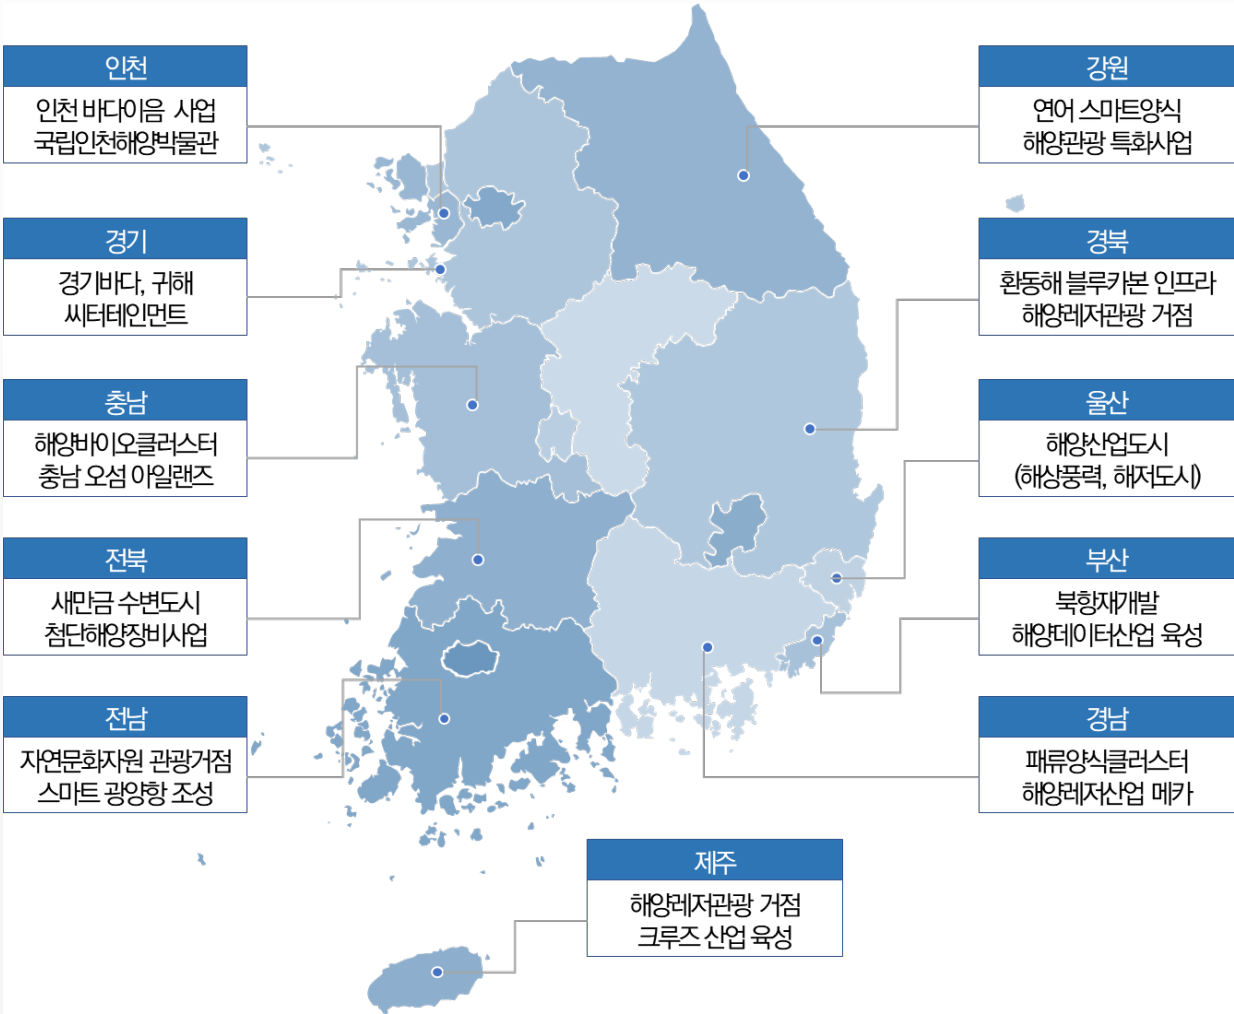 인천
인천 바다이음 사업
국립인천해양박물관
경기
경기바다, 귀해
씨터테인먼트
충남
해양바이오클러스터
충남 오섬 아일랜즈
전북
새만금 수변도시
첨단해양장비사업
전남
자연문화자원 관광거점
스마트 광양항 조성
강원
연어 스마트양식
해양관광 특화사업
경북
환동해 블루카본 인프라
해양레저관광 거점
울산
해양산업도시
(해상풍력, 해저도시)
부산
북항재개발
해양데이터산업 육성
경남
패류양식클러스터
해양레저산업 메카
제주
해양레저관광 거점
크루즈 산업 육성